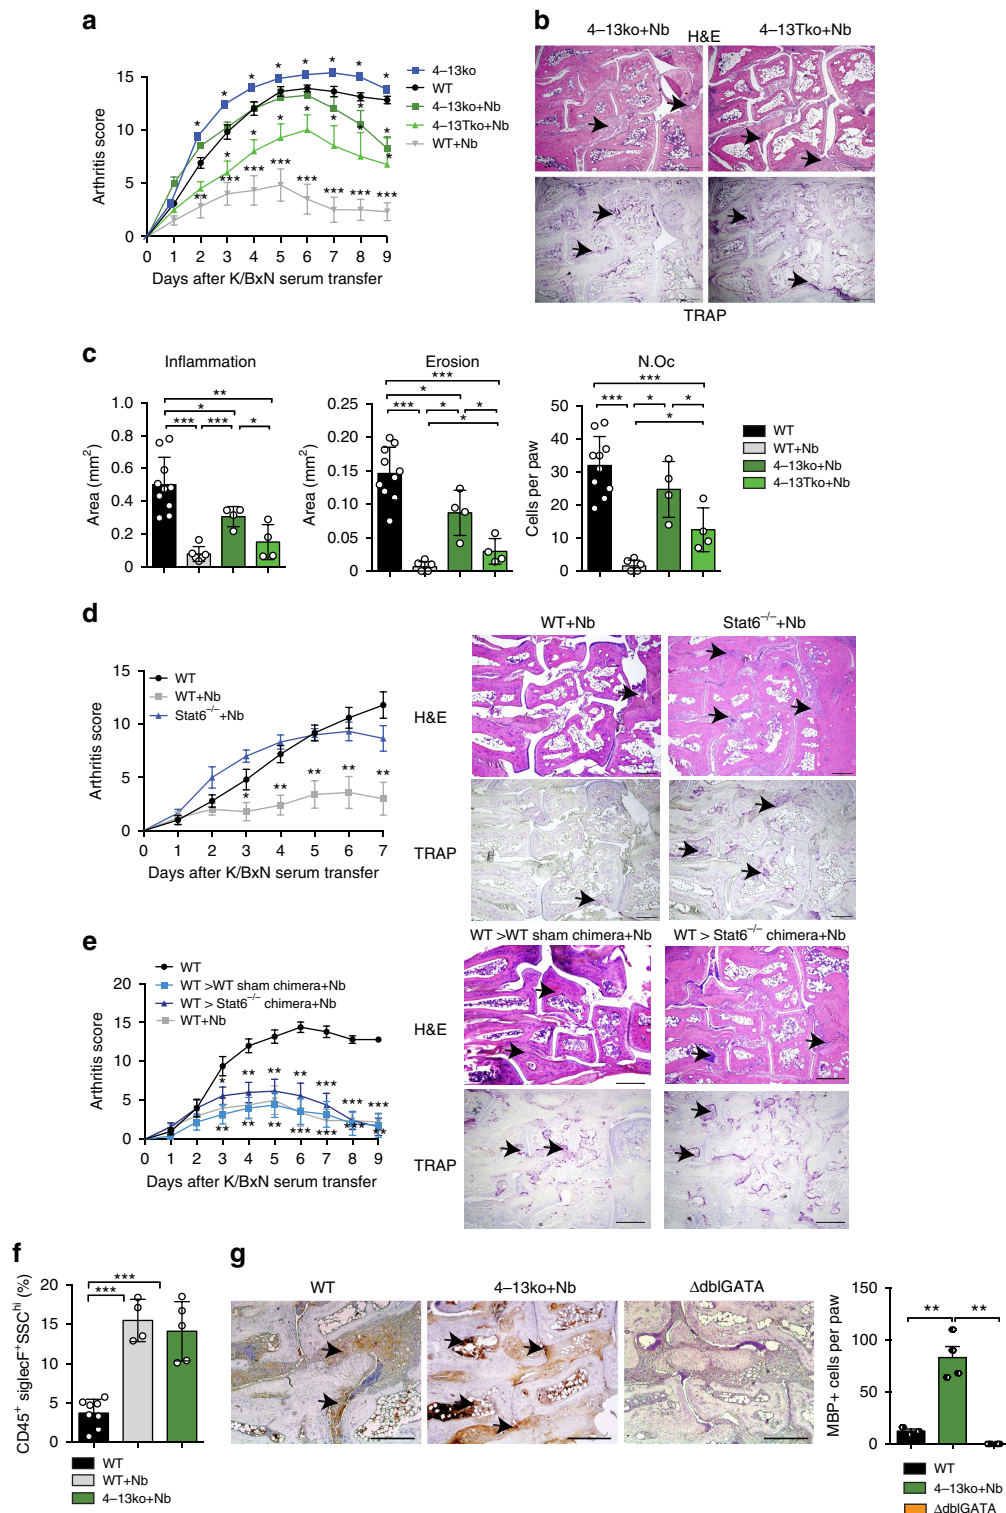 a
15
10
5
0
Arthritis score
0 1 2 3 4 5 6 7 8 9
Days after K/BxN serum transfer
4–13ko
WT
4–13ko+Nb
4–13Tko+Nb
WT+Nb
* * * * * * *
* * * * * *
** *** *** *** *** *** *** ***
b
4–13ko+Nb
H&E
4–13Tko+Nb
TRAP
c
Inflammation
**
*
*** *** *
1.0
0.8
0.6
0.4
0.2
0
Area (mm²)
Erosion
***
*
*** * *
*
0.25
0.20
0.15
0.10
0.05
0
Area (mm²)
N.Oc
***
*** * *
*
50
40
30
20
10
0
Cells per paw
WT
WT+Nb
4–13ko+Nb
4–13Tko+Nb
d
15
10
5
0
Arthritis score
WT
WT+Nb
Stat6–/–+Nb
* ** ** ** **
0 1 2 3 4 5 6 7
Days after K/BxN serum transfer
WT+Nb
Stat6–/–+Nb
H&E
TRAP
e
20
15
10
5
0
Arthritis score
WT
WT >WT sham chimera+Nb
WT > Stat6–/– chimera+Nb
WT+Nb
* ** ** ** *** *** ***
** ** ** *** *** *** **
0 1 2 3 4 5 6 7 8 9
Days after K/BxN serum transfer
WT >WT sham chimera+Nb
WT > Stat6–/– chimera+Nb
H&E
TRAP
f
***
***
20
15
10
5
0
CD45+ siglecF+SSChi (%)
WT
WT+Nb
4–13ko+Nb
g
WT
4–13ko+Nb
ΔdblGATA
** **
150
100
50
0
MBP+ cells per paw
WT
4–13ko+Nb
ΔdblGATA